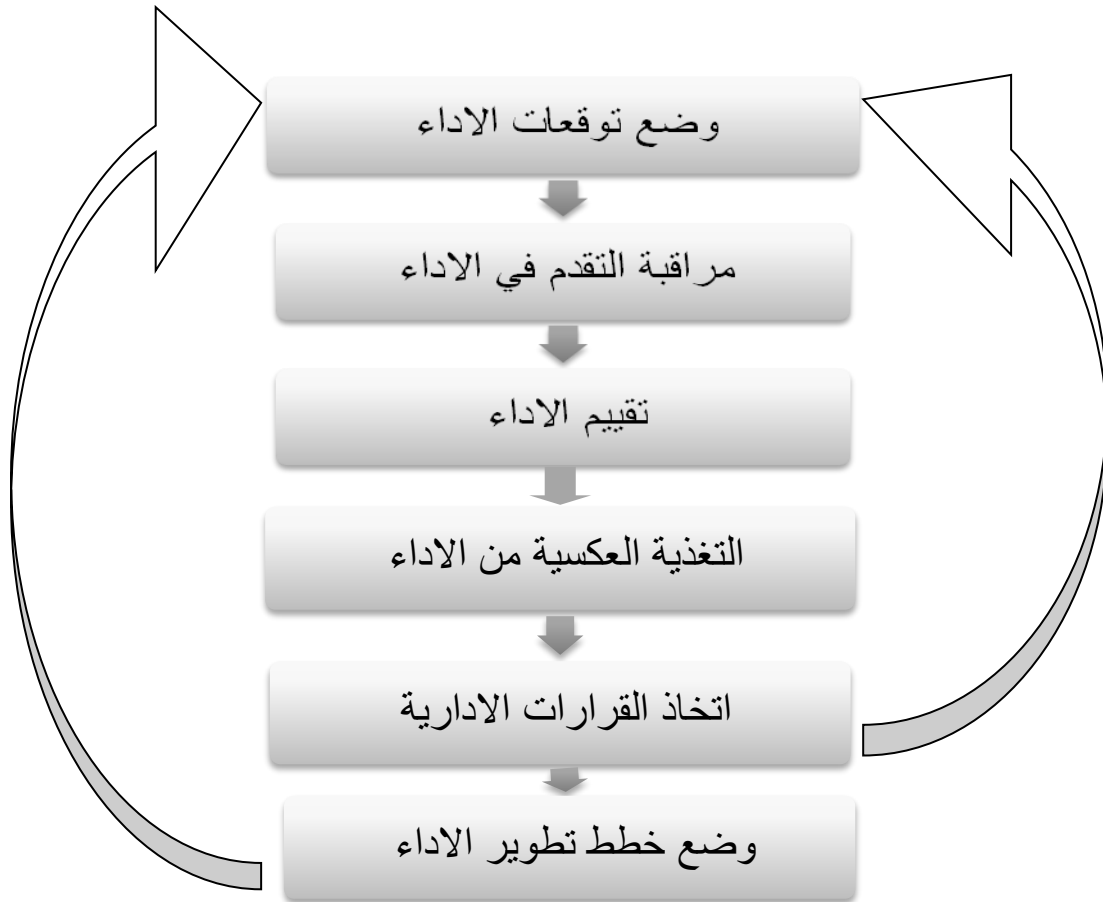 وضع توقعات الاداء
مراقبة التقدم في الاداء
تقييم الاداء
التغذية العكسية من الاداء
اتخاذ القرارات الادارية
وضع خطط تطوير الاداء